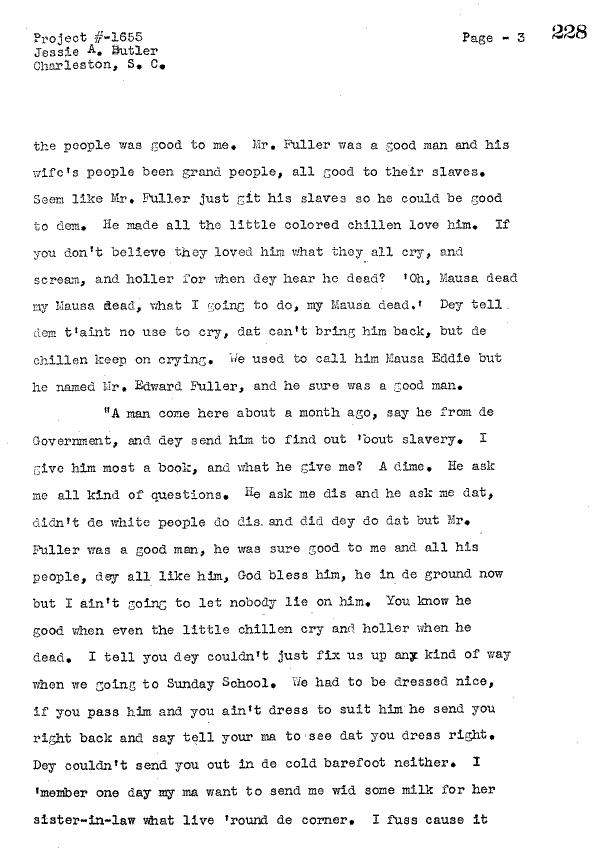 Project #-1655
Jessie A. Butler
Charleston, S. C.
Page - 3
228
the people was good to me. Mr. Fuller was a good man and his
wife's people been grand people, all good to their slaves.
Seem like Mr. Fuller just git his slaves so he could be good
to dem. He made all the little colored chillen love him. If
you don't believe they loved him what they all cry, and
scream, and holler for when dey hear he dead? 'Oh, Mausa dead
my Mausa dead, what I going to do, my Mausa dead.' Dey tell
dem t'aint no use to cry, dat can't bring him back, but de
chillen keep on crying. We used to call him Mausa Eddie but
he named Mr. Edward Fuller, and he sure was a good man.
"A man come here about a month ago, say he from de
Government, and dey send him to find out 'bout slavery. I
give him most a book, and what he give me? A dime. He ask
me all kind of questions. He ask me dis and he ask me dat,
didn't de white people do dis and did dey do dat but Mr.
Fuller was a good man, he was sure good to me and all his
people, dey all like him, God bless him, he in de ground now
but I ain't going to let nobody lie on him. You know he
good when even the little chillen cry and holler when he
dead. I tell you dey couldn't just fix us up any kind of way
when we going to Sunday School. We had to be dressed nice,
if you pass him and you ain't dress to suit him he send you
right back and say tell your ma to see dat you dress right.
Dey couldn't send you out in de cold barefoot neither. I
'member one day my ma want to send me wid some milk for her
sister-in-law what live 'round de corner. I fuss cause it